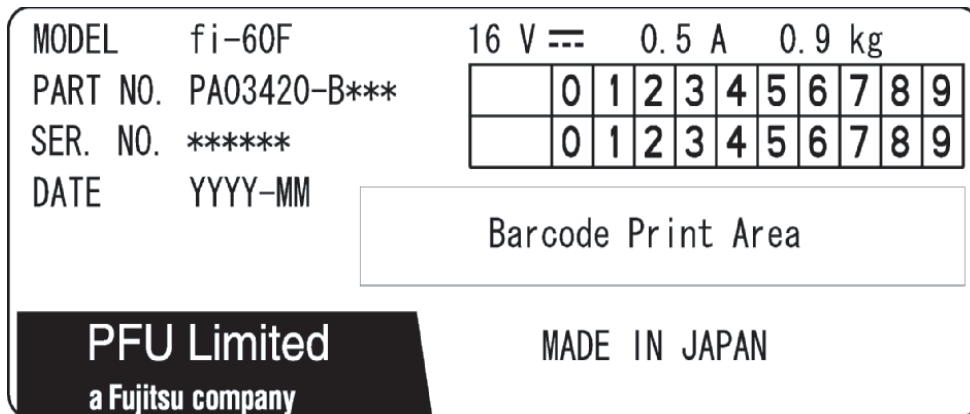 MODEL fi-60F 16 V 0.5 A 0.9 kg
PART NO. PA03420-B*** 0 1 2 3 4 5 6 7 8 9
SER. NO. ****** 0 1 2 3 4 5 6 7 8 9
DATE YYYY-MM
Barcode Print Area
PFU Limited MADE IN JAPAN
a Fujitsu company